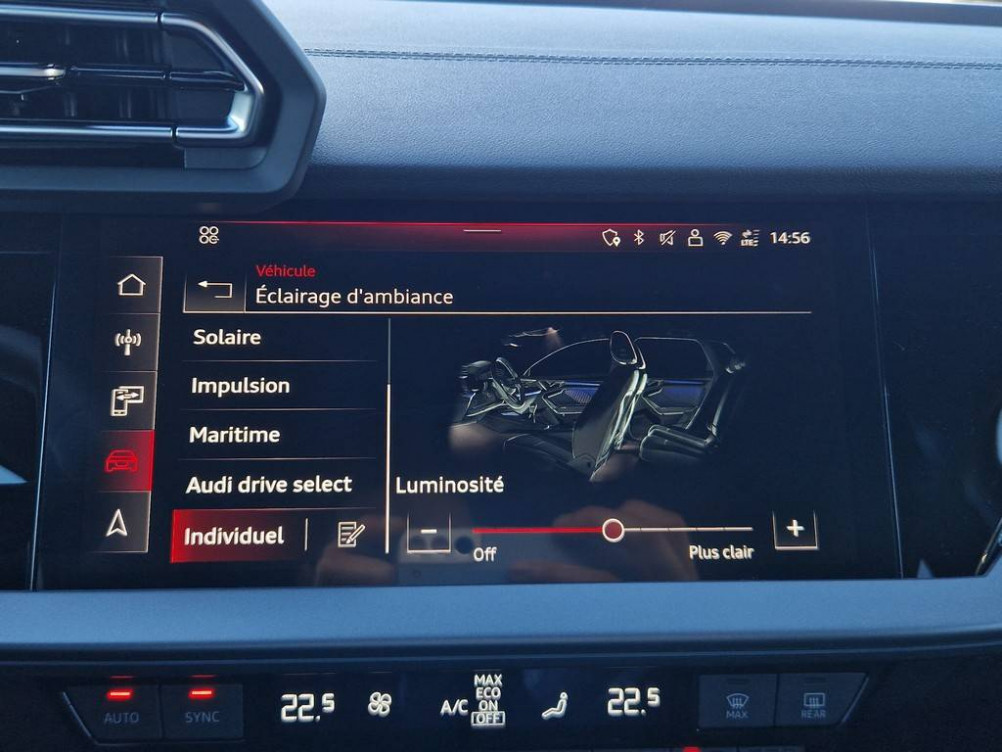 LTE 14:56
Véhicule
Éclairage d'ambiance
Solaire
Impulsion
Maritime
Audi drive select
Luminosité
Individuel
Off
Plus clair
AUTO
SYNC
22.5
A/C
MAX
ECO
ON
OFF
22.5
MAX
REAR